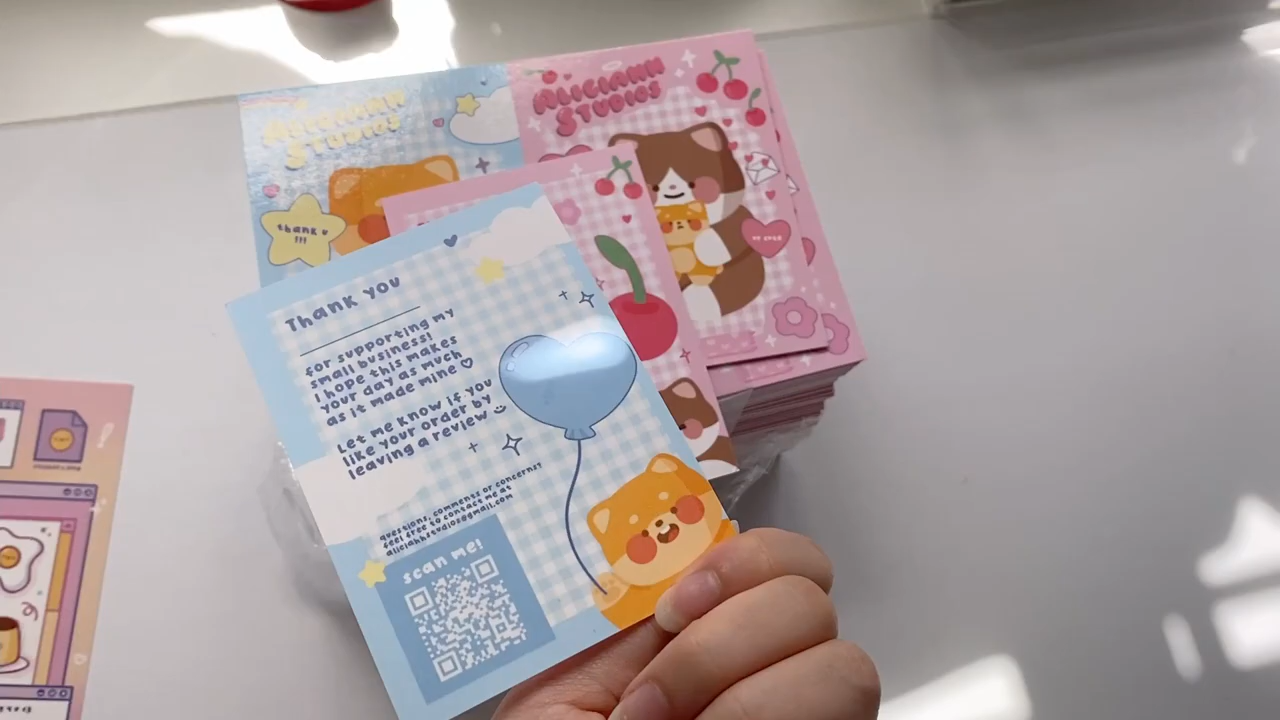 ALICIAHH
STUDIOS
ALICIAHH
STUDIOS
thank u
!!!
Thank you
for supporting my
small business!
I hope this makes
your day as much
as it made mine ♡
Let me know if you
like your order by
leaving a review
questions, comments or concerns?
feel free to contact me at
aliciahhstudios@gmail.com
scan me!